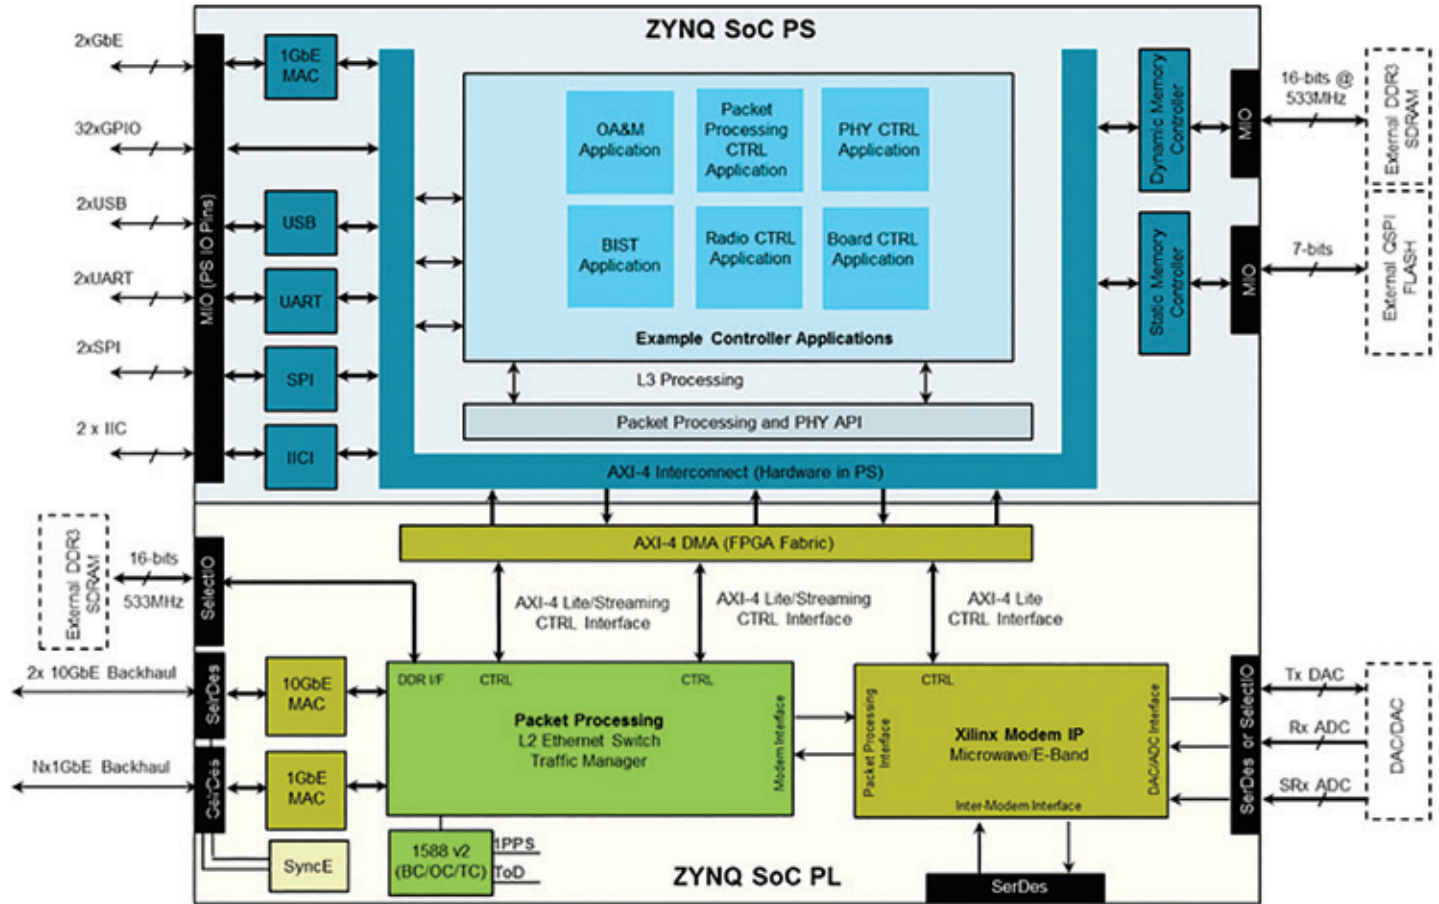 ZYNQ SoC PS
2xGbE
32xGPIO
2xUSB
2xUART
2xSPI
2 x IIC
MIO (PS IO Pins)
1GbE
MAC
USB
UART
SPI
IICI
OA&M
Application
Packet
Processing
CTRL
Application
PHY CTRL
Application
BIST
Application
Radio CTRL
Application
Board CTRL
Application
Example Controller Applications
L3 Processing
Packet Processing and PHY API
AXI-4 Interconnect (Hardware in PS)
Dynamic Memory
Controller
Static Memory
Controller
MIO
MIO
16-bits @
533MHz
7-bits
External DDR3
SDRAM
External QSPI
FLASH
AXI-4 DMA (FPGA Fabric)
External DDR3
SDRAM
16-bits
533MHz
SelectIO
AXI-4 Lite/Streaming
CTRL Interface
AXI-4 Lite/Streaming
CTRL Interface
AXI-4 Lite
CTRL Interface
2x 10GbE Backhaul
SeirDes
10GbE
MAC
Nx1GbE Backhaul
1GbE
MAC
SyncE
DDR I/F
CTRL
CTRL
Packet Processing
L2 Ethernet Switch
Traffic Manager
Modem Interface
1588 v2
(BC/OC/TC)
1PPS
ToD
CTRL
Packet Processing
Interface
Xilinx Modem IP
Microwave/E-Band
DAC/ADC Interface
Inter-Modem Interface
SerDes or SelectIO
Tx DAC
Rx ADC
SRx ADC
DAC/DAC
ZYNQ SoC PL
SerDes